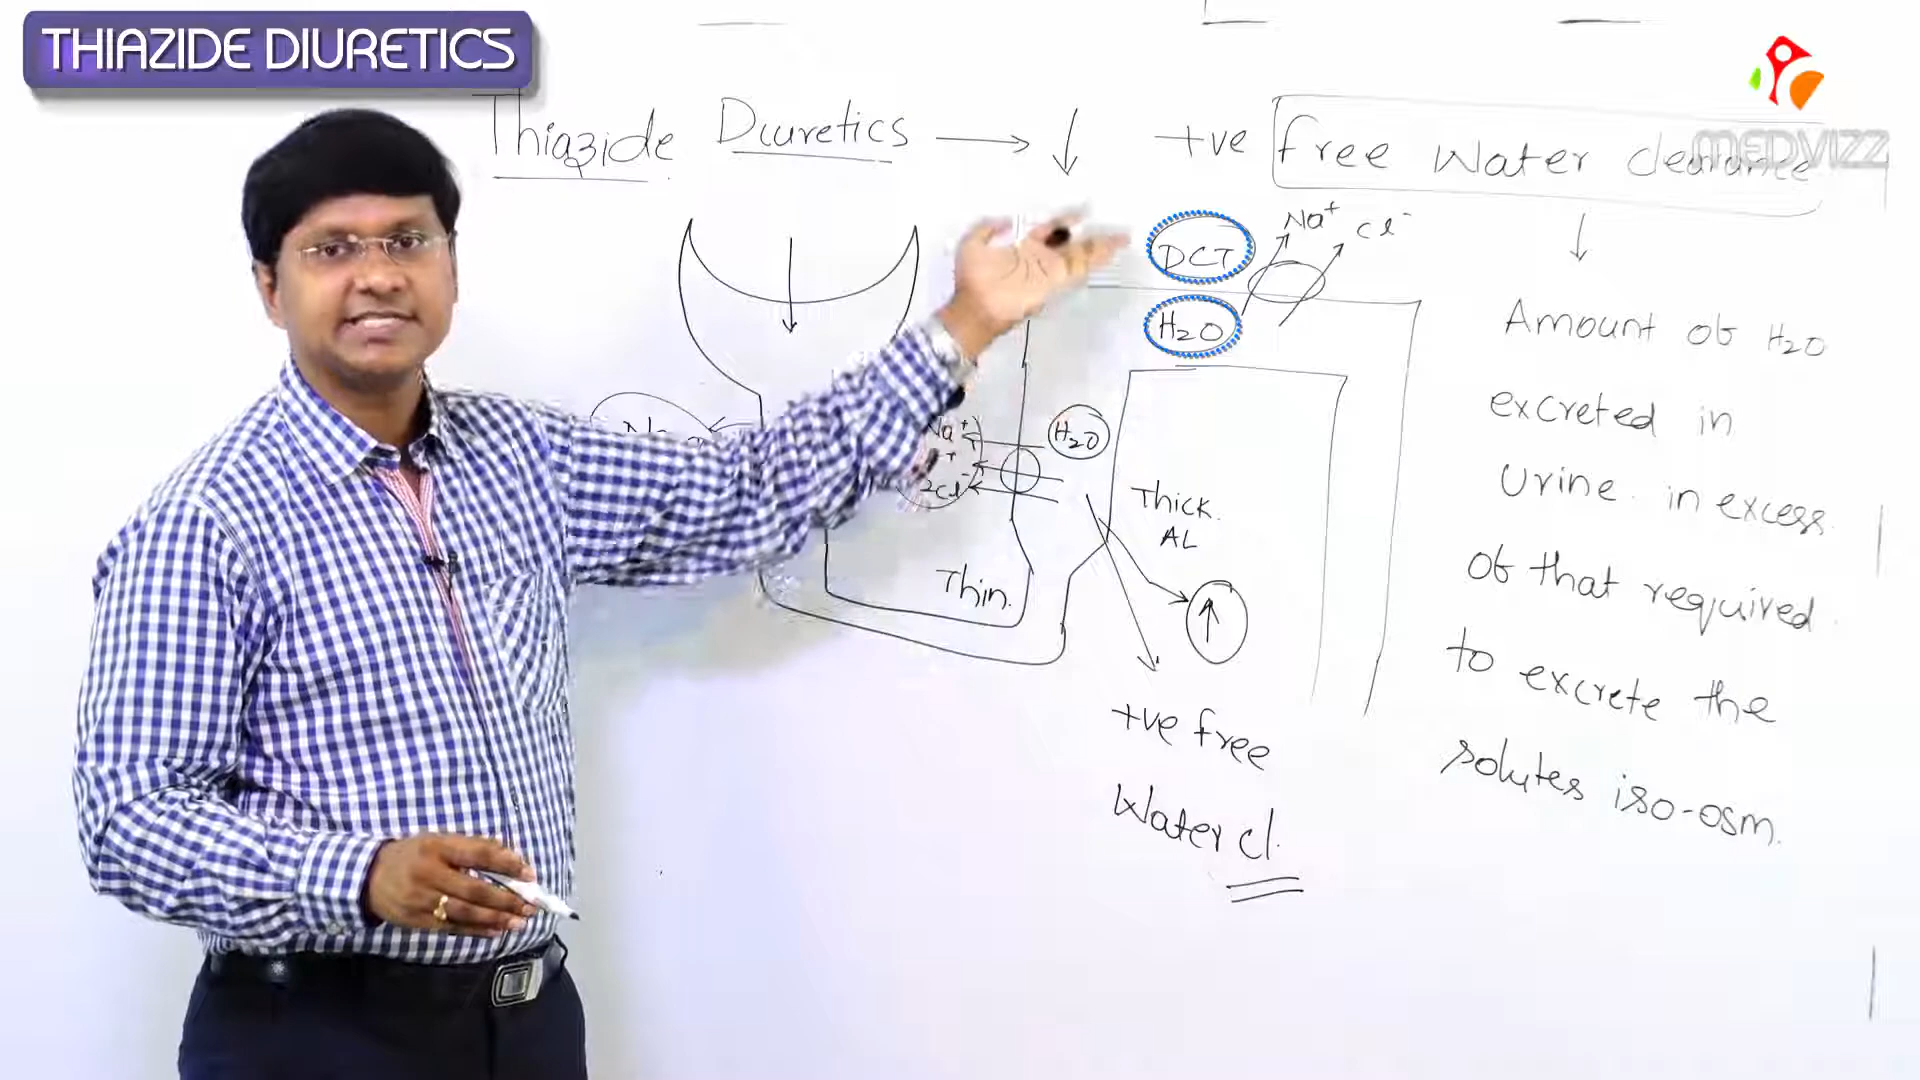 THIAZIDE DIURETICS
MEDVIZZ
Thiazide Diuretics → ↓ +ve free water clearance
DCT
Na+ Cl-
H2O
↓
Amount of H2O
excreted in
urine in excess
of that required
to excrete the
solutes iso-osm.
Na+
+
2Cl-
H2O
Thick
AL
Thin.
↑
+ve free
Water cl.